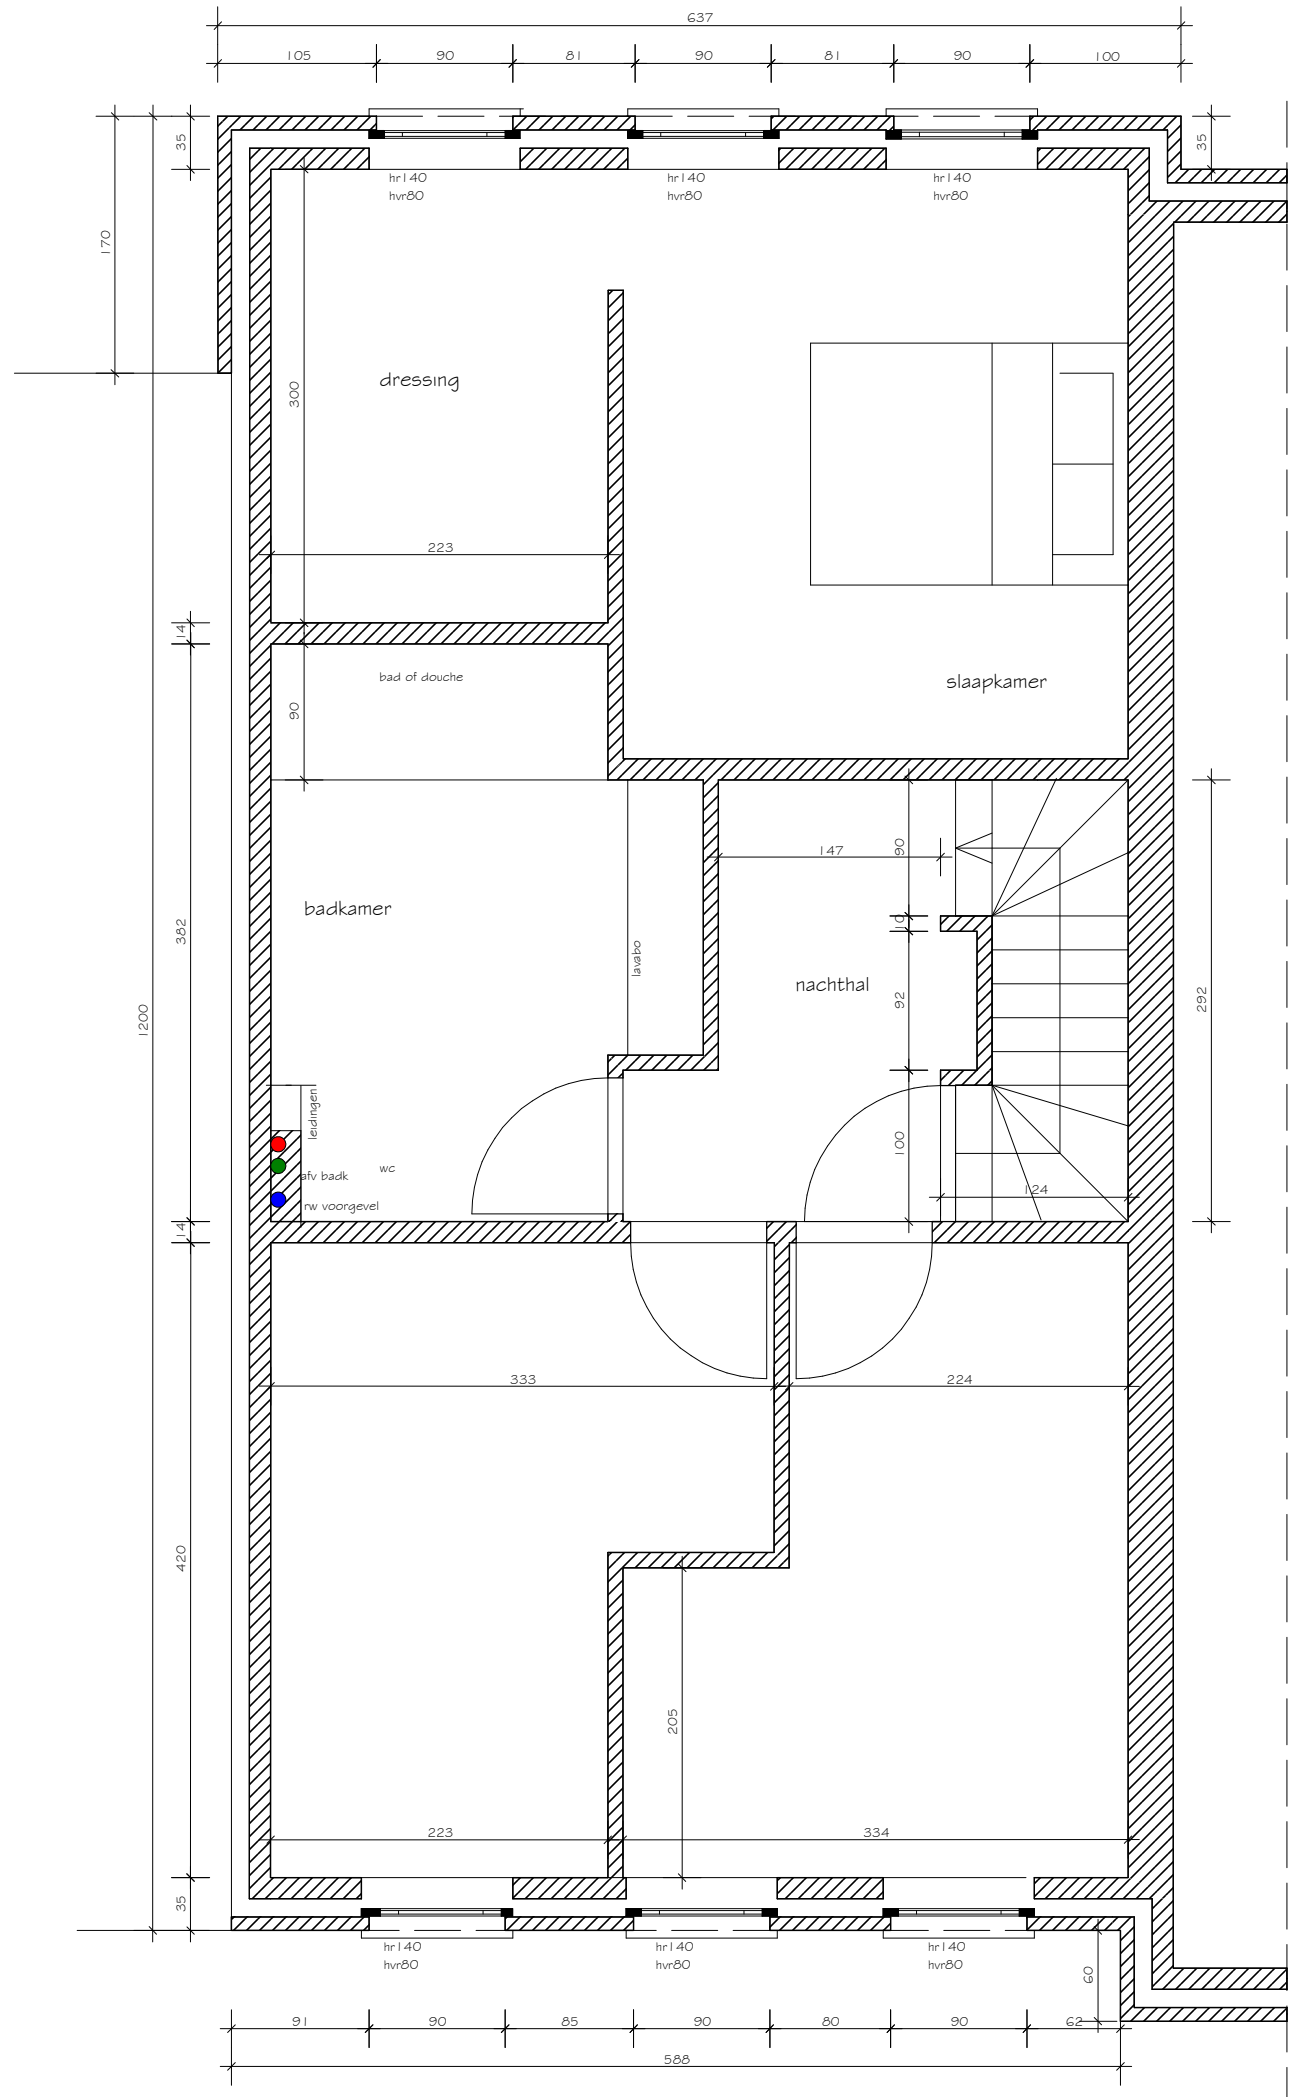 637
105 90 81 90 81 90 100
35
35
hr140
hvr80
hr140
hvr80
hr140
hvr80
170
300
dressing
223
14
bad of douche
slaapkamer
90
90
147
badkamer
10
382
lavabo
nachthal
92
292
1200
leidingen
100
afv badk
wc
124
rw voorgevel
14
333
224
420
205
223
334
35
hr140
hvr80
hr140
hvr80
hr140
hvr80
60
91 90 85 90 80 90 62
588